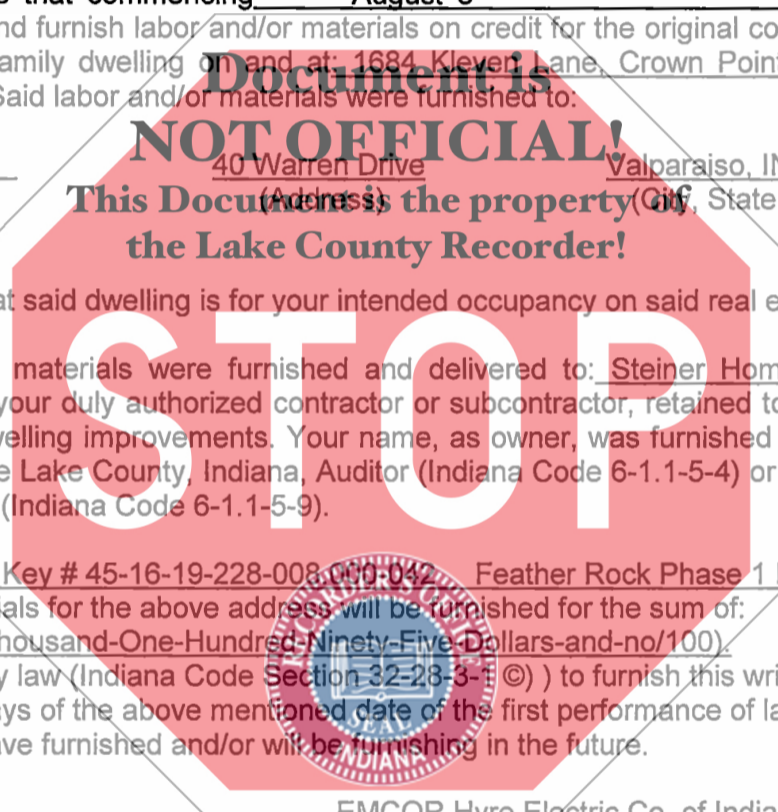 s that commencing August
nd furnish labor and/or materials on credit for the original co
amily dwelling on and at: 1684 Kleven Lane, Crown Point
Document is
Said labor and/or materials were furnished to:
NOT OFFICIAL!
40 Warren Drive Valparaiso, IN
This Document is the property of
(Address) (City, State
the Lake County Recorder!
at said dwelling is for your intended occupancy on said real e
STOP
materials were furnished and delivered to: Steiner Hom
your duly authorized contractor or subcontractor, retained to
velling improvements. Your name, as owner, was furnished
e Lake County, Indiana, Auditor (Indiana Code 6-1.1-5-4) or
(Indiana Code 6-1.1-5-9).
Key # 45-16-19-228-008.000-042 Feather Rock Phase 1
ials for the above address will be furnished for the sum of:
housand-One-Hundred-Ninety-Five-Dollars-and-no/100)
y law (Indiana Code Section 32-28-3-1 ©) ) to furnish this wri
ys of the above mentioned date of the first performance of la
ave furnished and/or will be furnishing in the future.
RECORDER'S OFFICE
SEAL
INDIANA
EMCOR Hyre Electric Co. of India